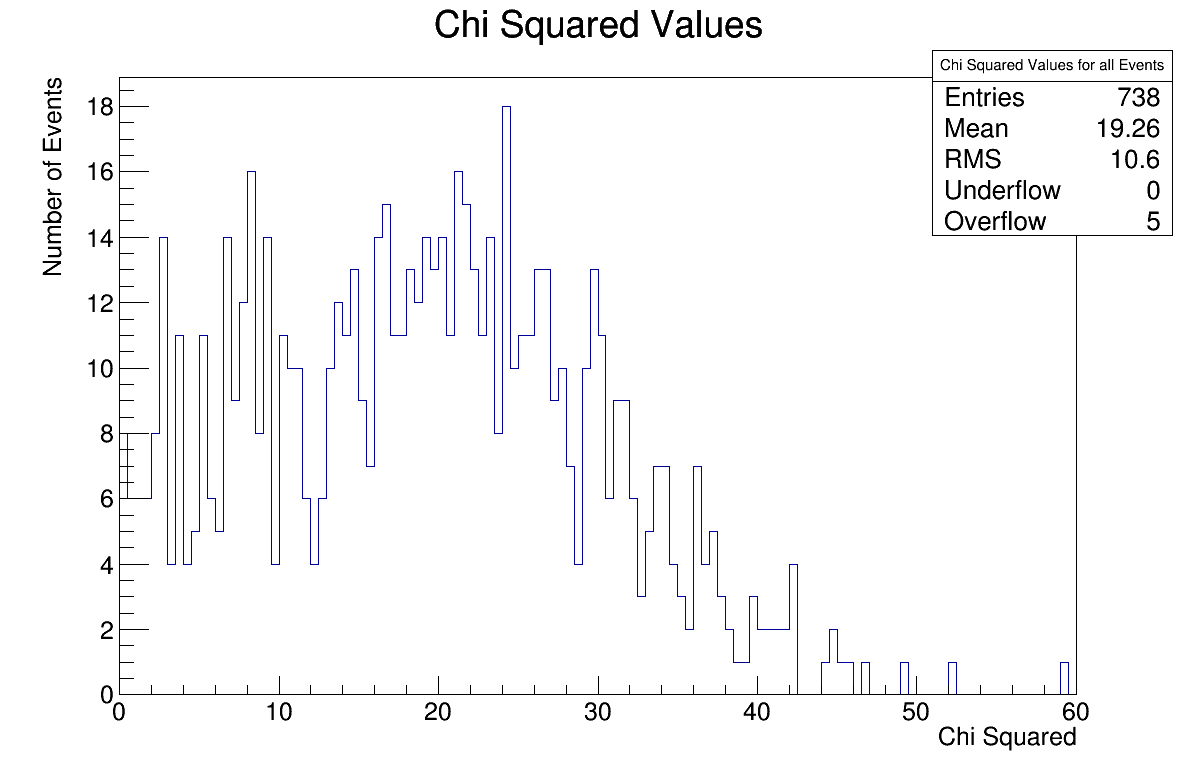 Chi Squared Values
Chi Squared Values for all Events
Entries 738
Mean 19.26
RMS 10.6
Underflow 0
Overflow 5
Number of Events
18
16
14
12
10
8
6
4
2
0
0 10 20 30 40 50 60
Chi Squared